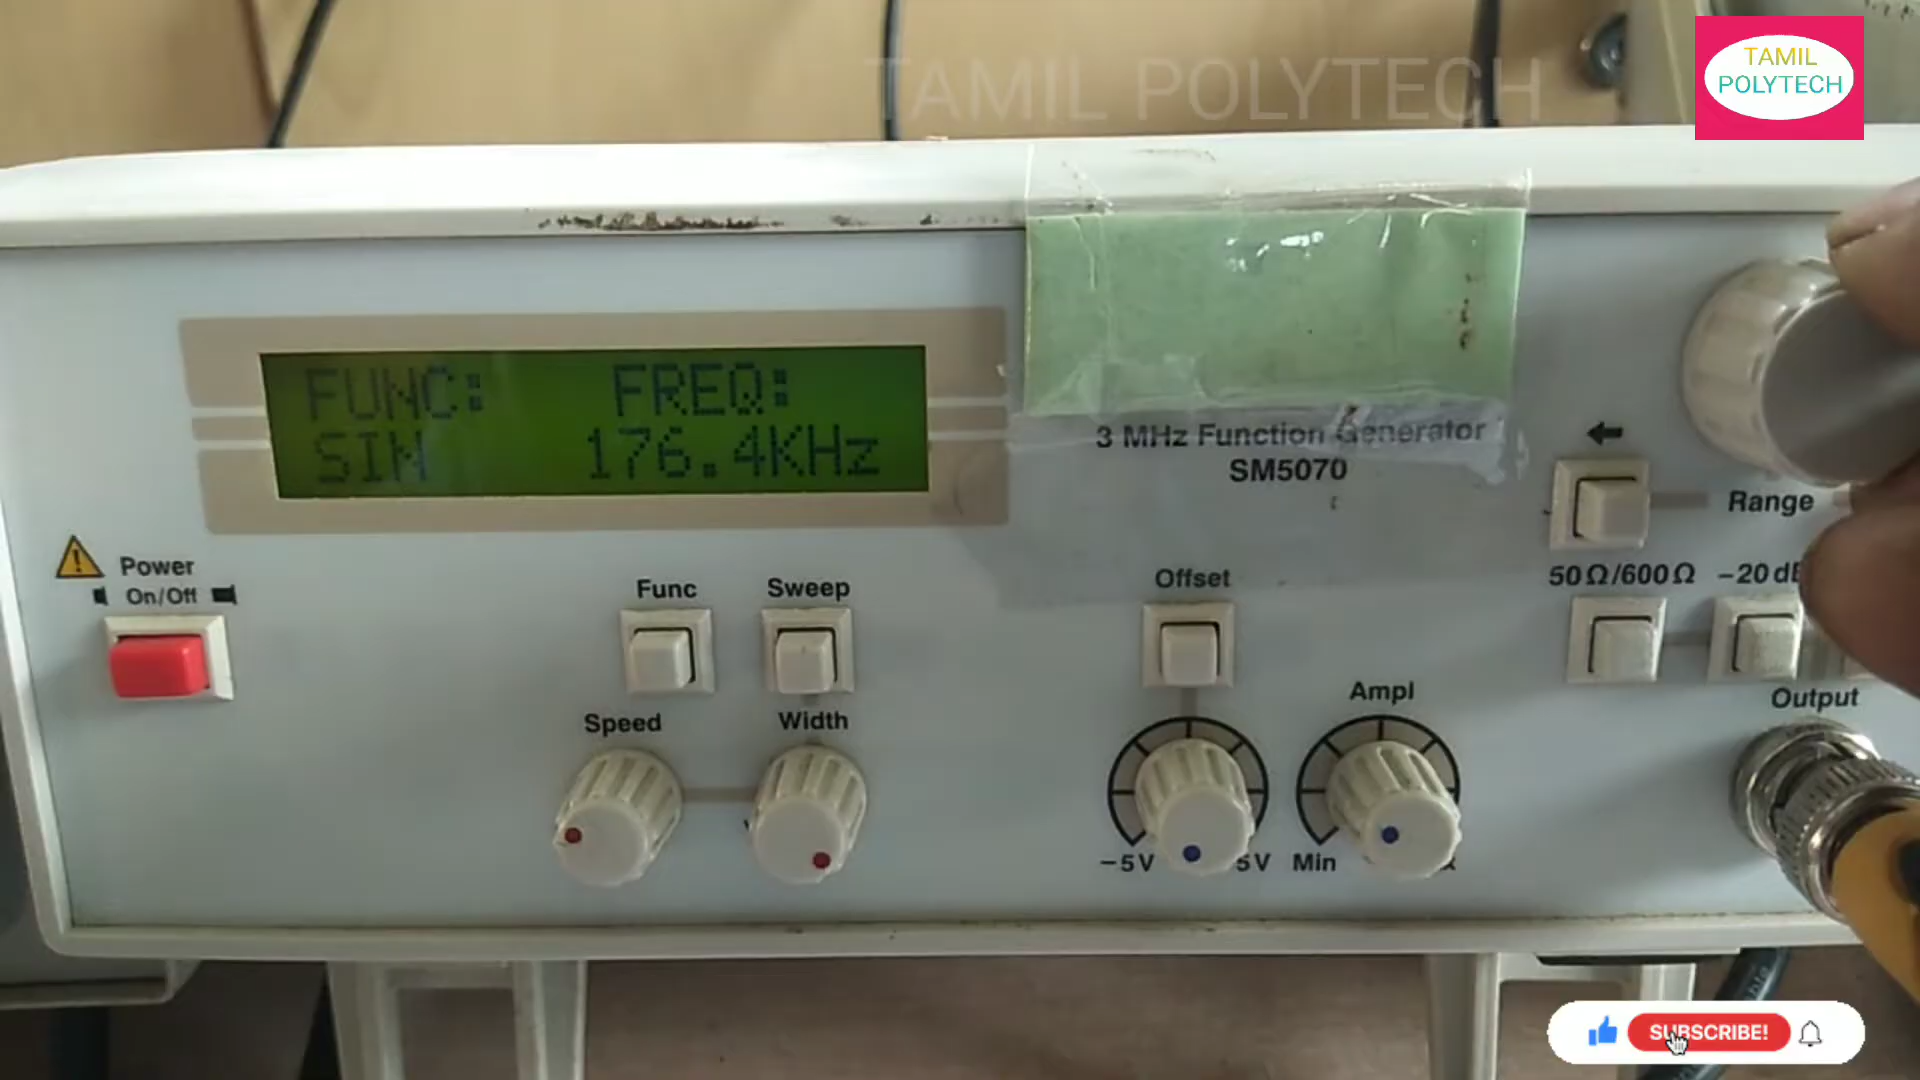 TAMIL POLYTECH
TAMIL
POLYTECH
FUNC: FREQ:
SIN 176.4KHz
3 MHz Function Generator
SM5070
Range
Power
On/Off
Func
Sweep
Offset
50Ω/600Ω
Speed
Width
Ampl
Output
-5V
5V
Min
SUBSCRIBE!